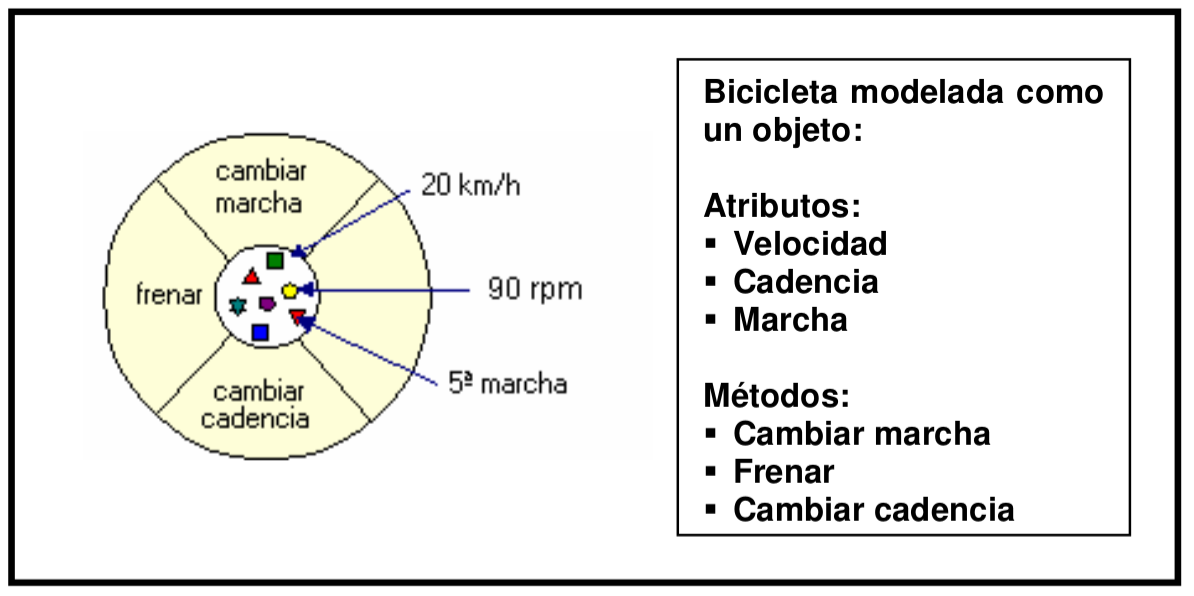 cambiar
marcha
20 km/h
frenar
90 rpm
5ª marcha
cambiar
cadencia
Bicicleta modelada como
un objeto:
Atributos:
▪ Velocidad
▪ Cadencia
▪ Marcha
Métodos:
▪ Cambiar marcha
▪ Frenar
▪ Cambiar cadencia